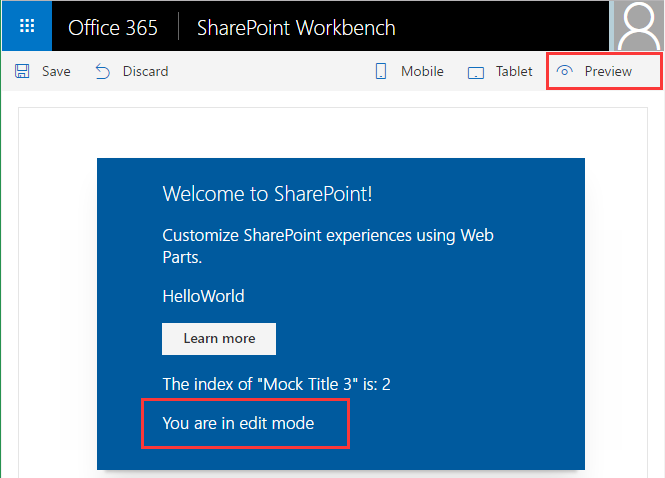 Office 365 SharePoint Workbench
Save Discard Mobile Tablet Preview
Welcome to SharePoint!
Customize SharePoint experiences using Web
Parts.
HelloWorld
Learn more
The index of "Mock Title 3" is: 2
You are in edit mode